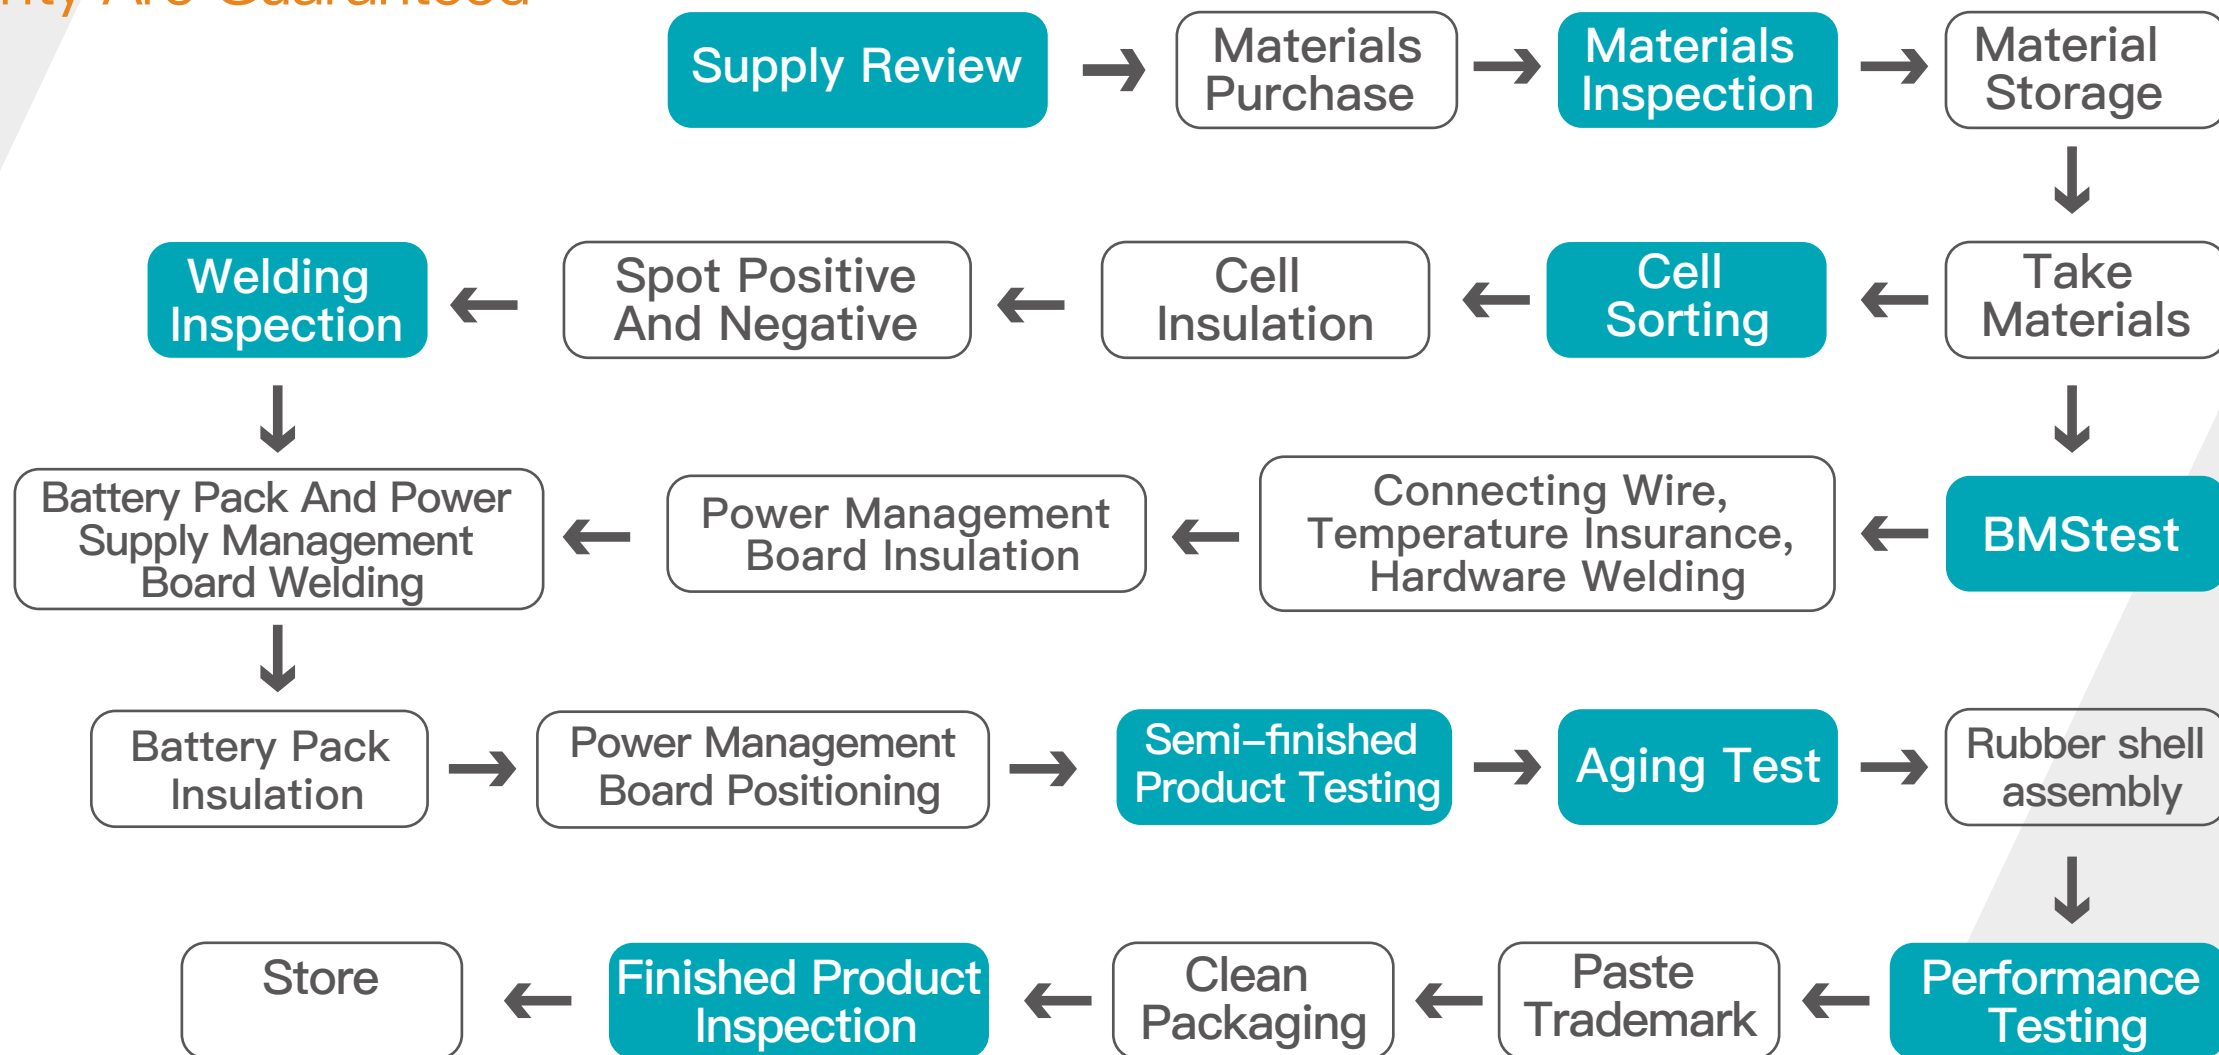 Are Guaranteed
Supply Review
Materials
Purchase
Materials
Inspection
Material
Storage
Welding
Inspection
Spot Positive
And Negative
Cell
Insulation
Cell
Sorting
Take
Materials
Battery Pack And Power
Supply Management
Board Welding
Power Management
Board Insulation
Connecting Wire,
Temperature Insurance,
Hardware Welding
BMStest
Battery Pack
Insulation
Power Management
Board Positioning
Semi–finished
Product Testing
Aging Test
Rubber shell
assembly
Store
Finished Product
Inspection
Clean
Packaging
Paste
Trademark
Performance
Testing